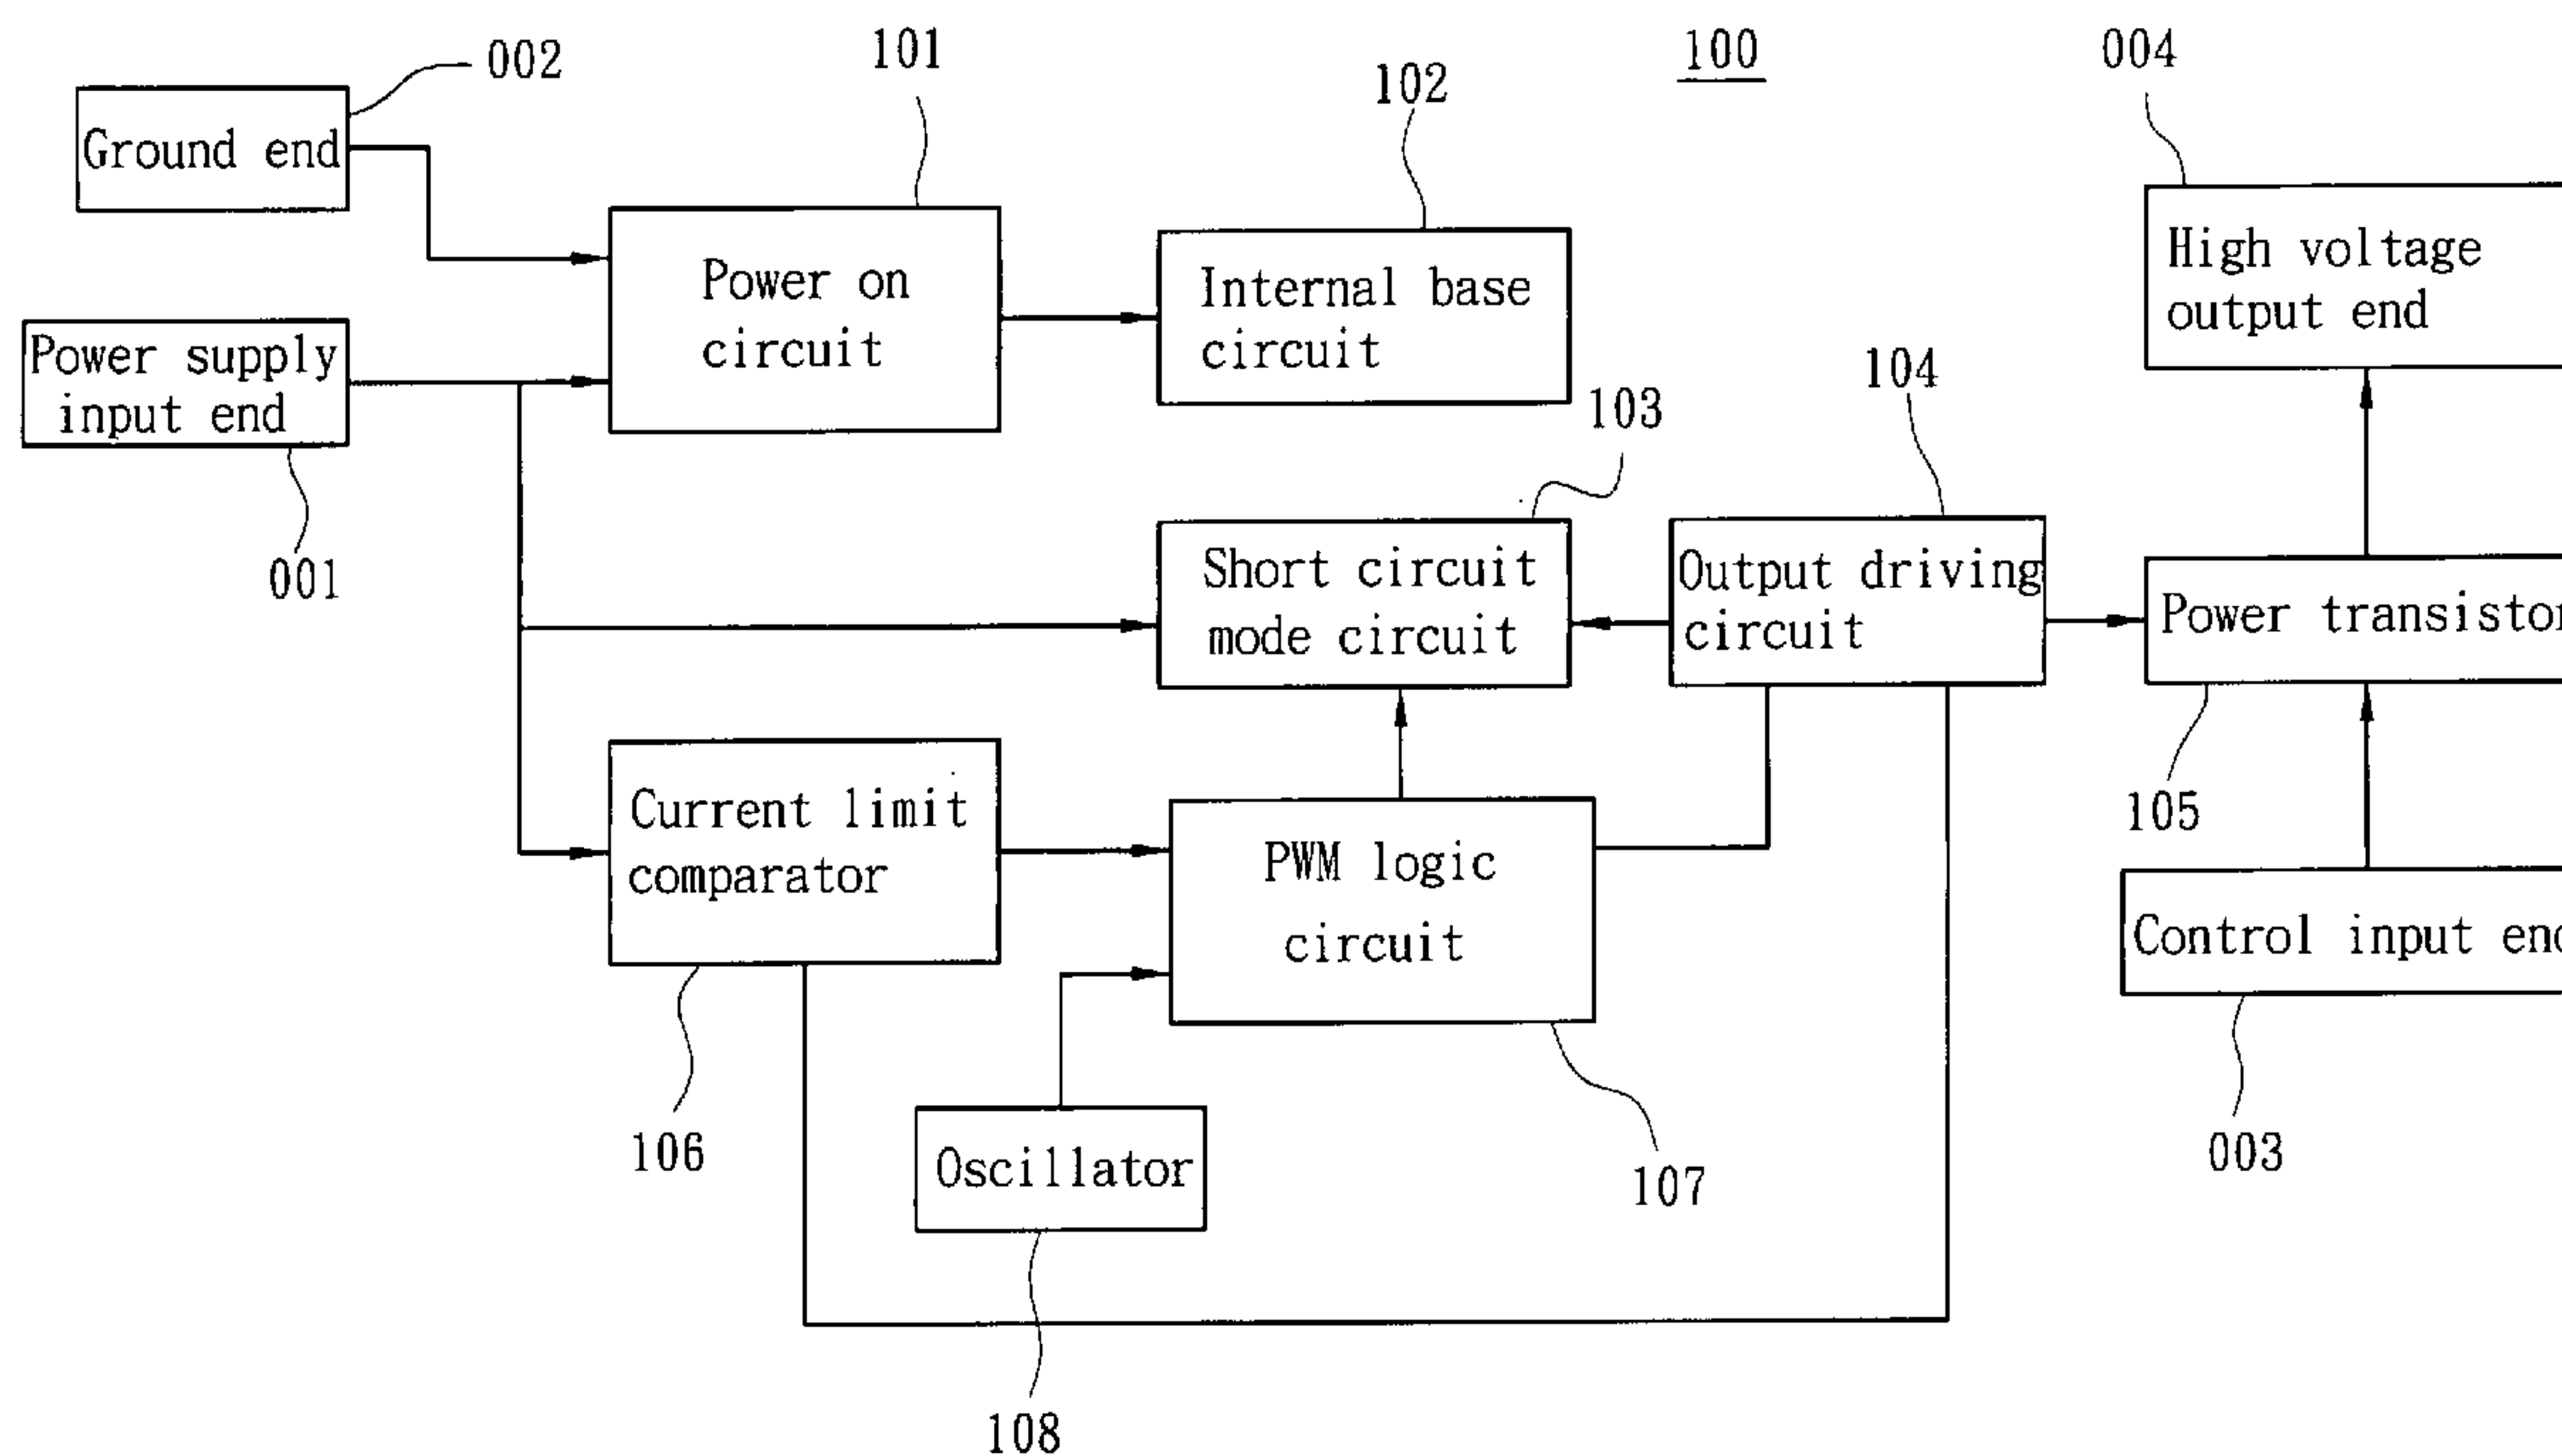 002
101
100
004
102
Ground end
High voltage
output end
Power on
circuit
Internal base
circuit
Power supply
input end
104
103
001
Short circuit
mode circuit
Output driving
circuit
Power transistor
105
Current limit
comparator
PWM logic
circuit
Control input end
106
Oscillator
107
003
108